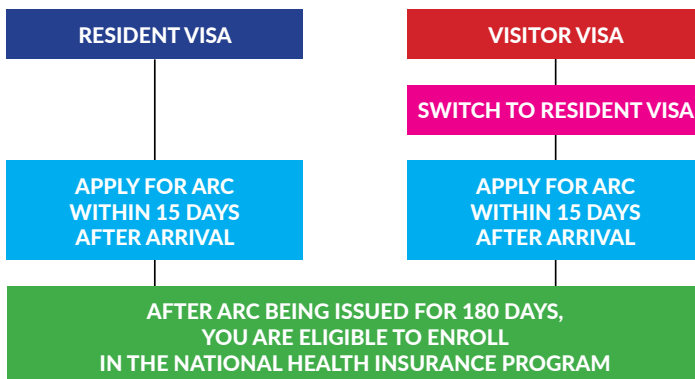 RESIDENT VISA
VISITOR VISA
SWITCH TO RESIDENT VISA
APPLY FOR ARC
WITHIN 15 DAYS
AFTER ARRIVAL
APPLY FOR ARC
WITHIN 15 DAYS
AFTER ARRIVAL
AFTER ARC BEING ISSUED FOR 180 DAYS,
YOU ARE ELIGIBLE TO ENROLL
IN THE NATIONAL HEALTH INSURANCE PROGRAM